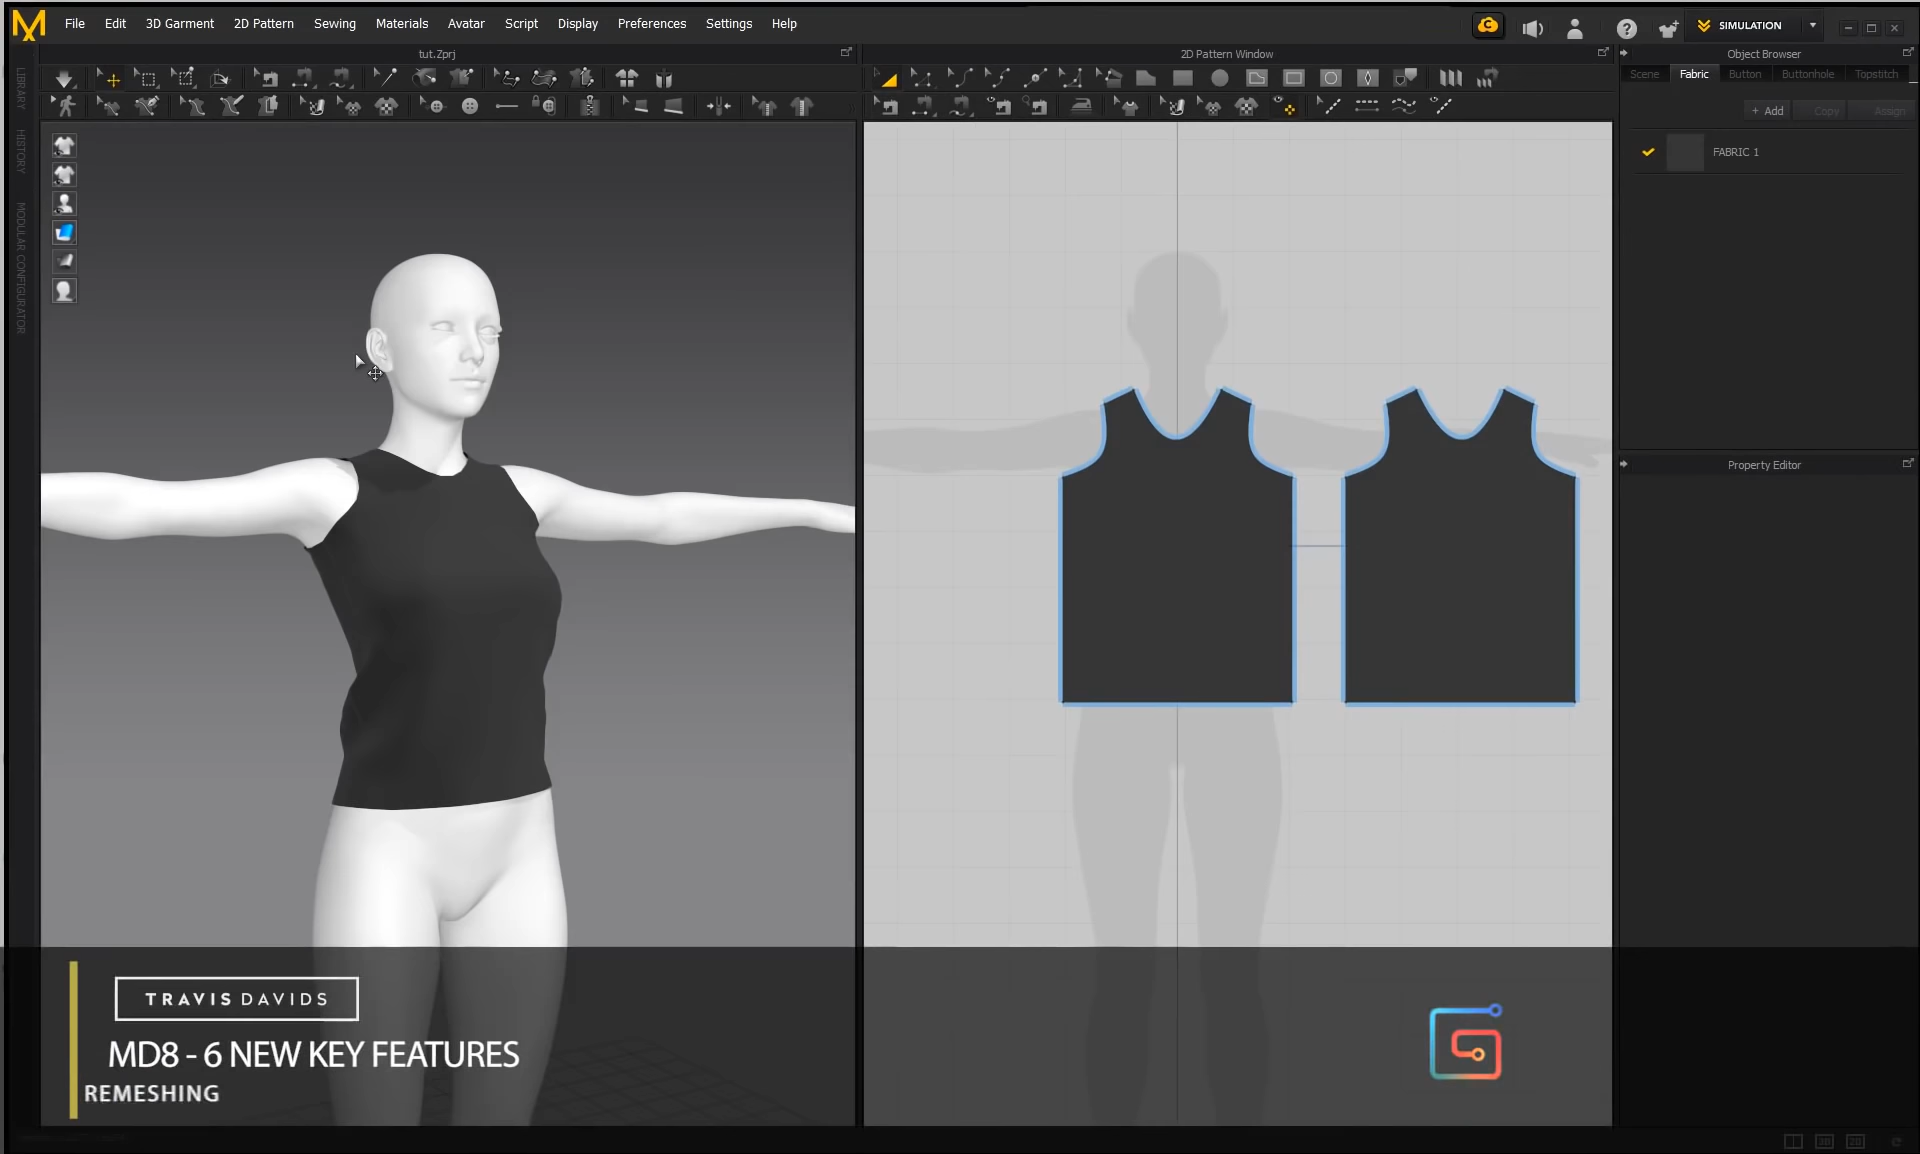 File Edit 3D Garment 2D Pattern Sewing Materials Avatar Script Display Preferences Settings Help
SIMULATION
tut.Zprj
2D Pattern Window
Object Browser
Scene Fabric Button Buttonhole Topstitch
+ Add Copy Assign
FABRIC 1
LIBRARY
HISTORY
MODULAR CONFIGURATOR
Property Editor
TRAVIS DAVIDS
MD8 - 6 NEW KEY FEATURES
REMESHING
3D
2D